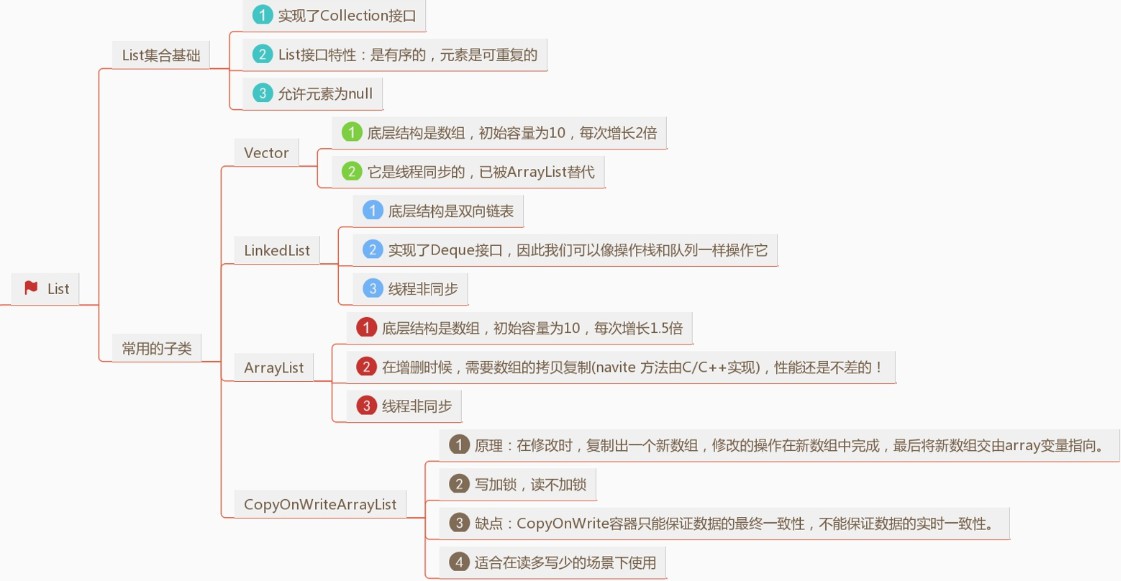 List
List集合基础
1 实现了Collection接口
2 List接口特性：是有序的，元素是可重复的
3 允许元素为null
常用的子类
Vector
1 底层结构是数组，初始容量为10，每次增长2倍
2 它是线程同步的，已被ArrayList替代
LinkedList
1 底层结构是双向链表
2 实现了Deque接口，因此我们可以像操作栈和队列一样操作它
3 线程非同步
ArrayList
1 底层结构是数组，初始容量为10，每次增长1.5倍
2 在增删时候，需要数组的拷贝复制(navite 方法由C/C++实现)，性能还是不差的！
3 线程非同步
CopyOnWriteArrayList
1 原理：在修改时，复制出一个新数组，修改的操作在新数组中完成，最后将新数组交由array变量指向。
2 写加锁，读不加锁
3 缺点：CopyOnWrite容器只能保证数据的最终一致性，不能保证数据的实时一致性。
4 适合在读多写少的场景下使用